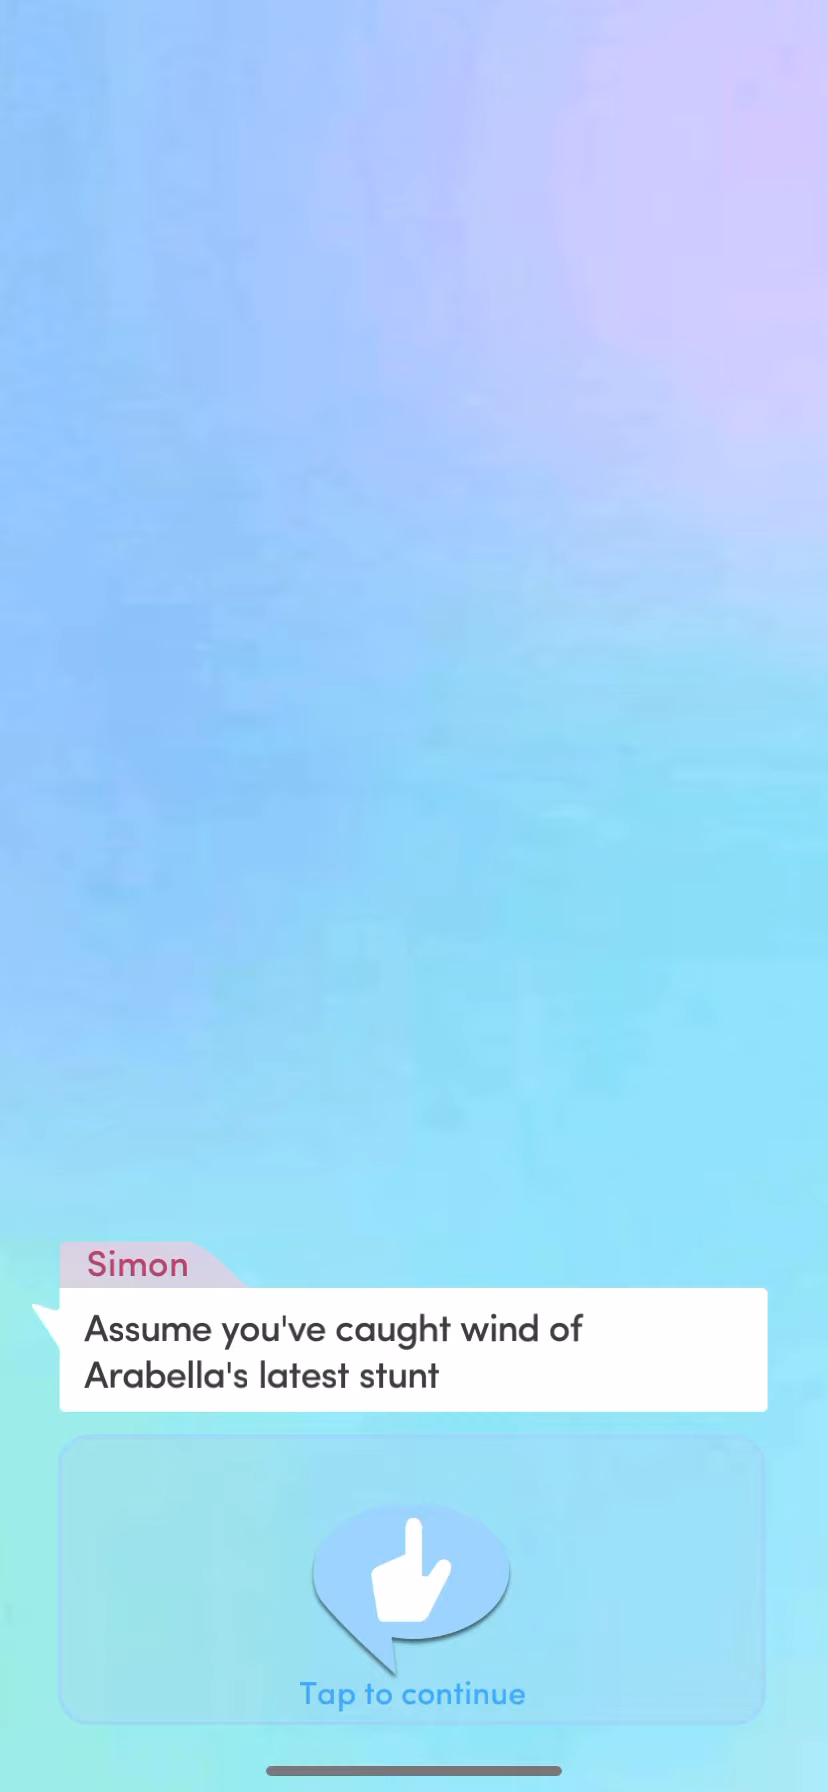 Simon
Assume you've caught wind of
Arabella's latest stunt
Tap to continue